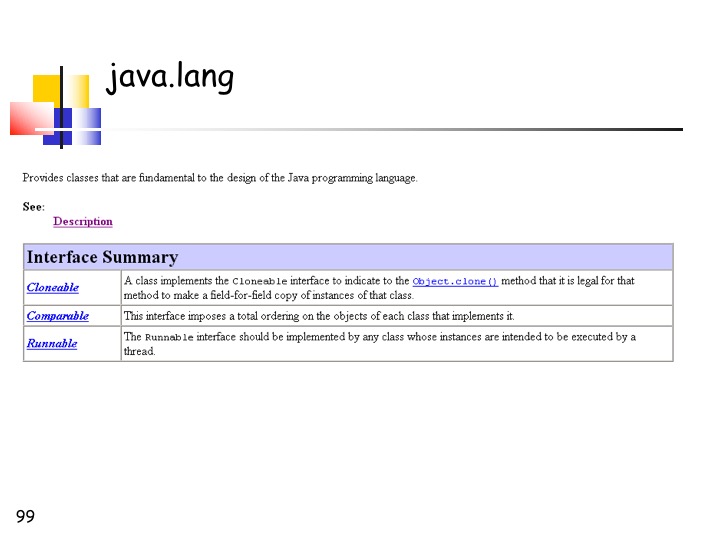 java.lang
Provides classes that are fundamental to the design of the Java programming language.
See:
Description
Interface Summary
Cloneable
A class implements the Cloneable interface to indicate to the Object.clone() method that it is legal for that
method to make a field-for-field copy of instances of that class.
Comparable
This interface imposes a total ordering on the objects of each class that implements it.
Runnable
The Runnable interface should be implemented by any class whose instances are intended to be executed by a
thread.
99